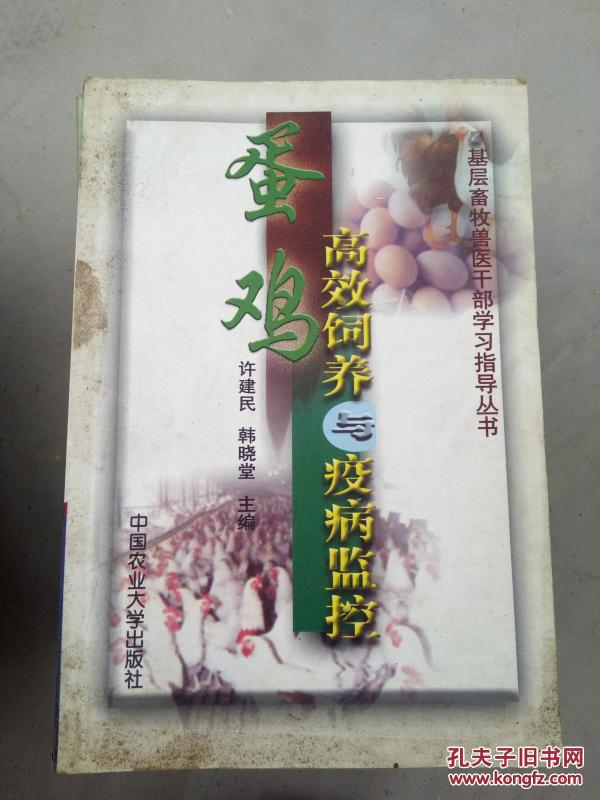 基层畜牧兽医干部学习指导丛书
蛋鸡
高效饲养与疫病监控
许建民 韩晓堂 主编
中国农业大学出版社
孔夫子旧书网
www.kongfz.com